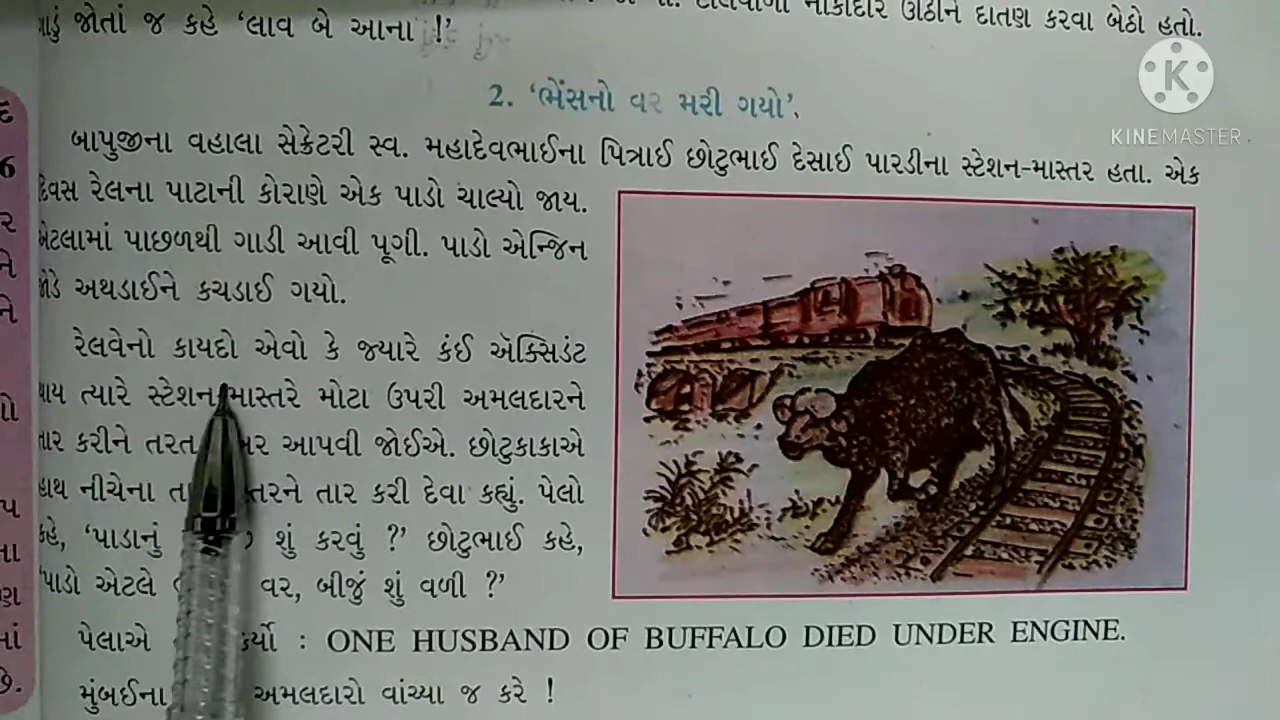 જોતાં જ કહે ‘લાવ બે આના !’
નાકાદાર ઊઠીને દાતણ કરવા બેઠો હતો.
2. ‘ભેંસનો વર મરી ગયો’.
બાપુજીના વહાલા સેક્રેટરી સ્વ. મહાદેવભાઈના પિત્રાઈ છોટુભાઈ દેસાઈ પારડીના સ્ટેશન-માસ્તર હતા. એક
દિવસ રેલના પાટાની કોરાણે એક પાડો ચાલ્યો જાય.
એટલામાં પાછળથી ગાડી આવી પૂગી. પાડો એન્જિન
જોડે અથડાઈને કચડાઈ ગયો.
રેલવેનો કાયદો એવો કે જ્યારે કંઈ ઍક્સિડંટ
થાય ત્યારે સ્ટેશન માસ્તરે મોટા ઉપરી અમલદારને
તાર કરીને તરત આપવી જોઈએ. છોટુકાકાએ
હાથ નીચેના તરને તાર કરી દેવા કહ્યું. પેલો
કહે, ‘પાડાનું શું કરવું ?’ છોટુભાઈ કહે,
‘પાડો એટલે વર, બીજું શું વળી ?’
પેલાએ કર્યો : ONE HUSBAND OF BUFFALO DIED UNDER ENGINE.
મુંબઈના અમલદારો વાંચ્યા જ કરે !
KINEMASTER